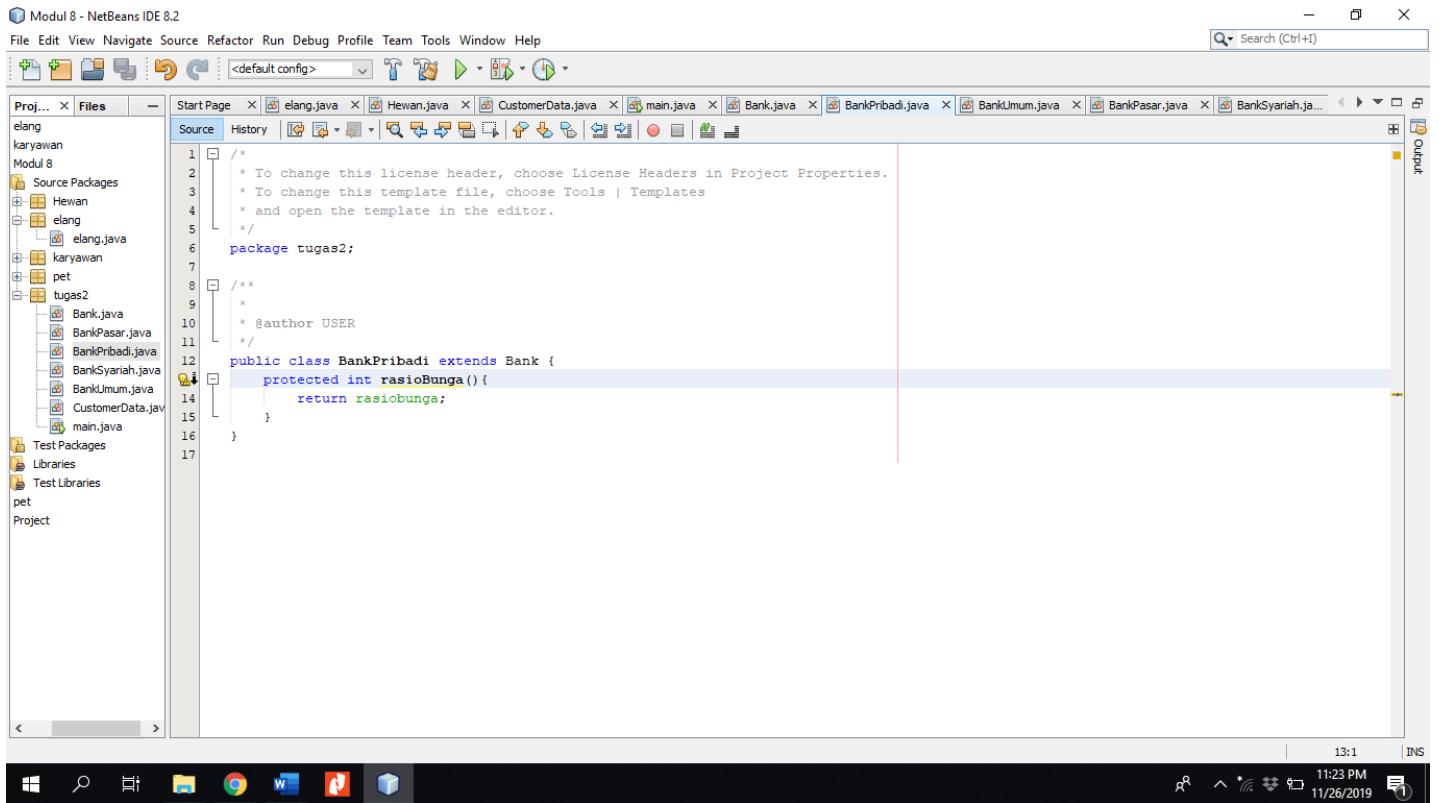 Modul 8 - NetBeans IDE 8.2
File Edit View Navigate Source Refactor Run Debug Profile Team Tools Window Help
Search (Ctrl+I)
<default config>
Proj... Files
Start Page elang.java Hewan.java CustomerData.java main.java Bank.java BankPribadi.java BankUmum.java BankPasar.java BankSyariah.ja...
Source History
Output
elang
karyawan
Modul 8
Source Packages
Hewan
elang
elang.java
karyawan
pet
tugas2
Bank.java
BankPasar.java
BankPribadi.java
BankSyariah.java
BankUmum.java
CustomerData.jav
main.java
Test Packages
Libraries
Test Libraries
pet
Project
1 /*
2 * To change this license header, choose License Headers in Project Properties.
3 * To change this template file, choose Tools | Templates
4 * and open the template in the editor.
5 */
6 package tugas2;
7
8 /**
9 *
10 * @author USER
11 */
12 public class BankPribadi extends Bank {
protected int rasioBunga(){
14 return rasiobunga;
15 }
16 }
17
13:1 INS
11:23 PM
11/26/2019
1